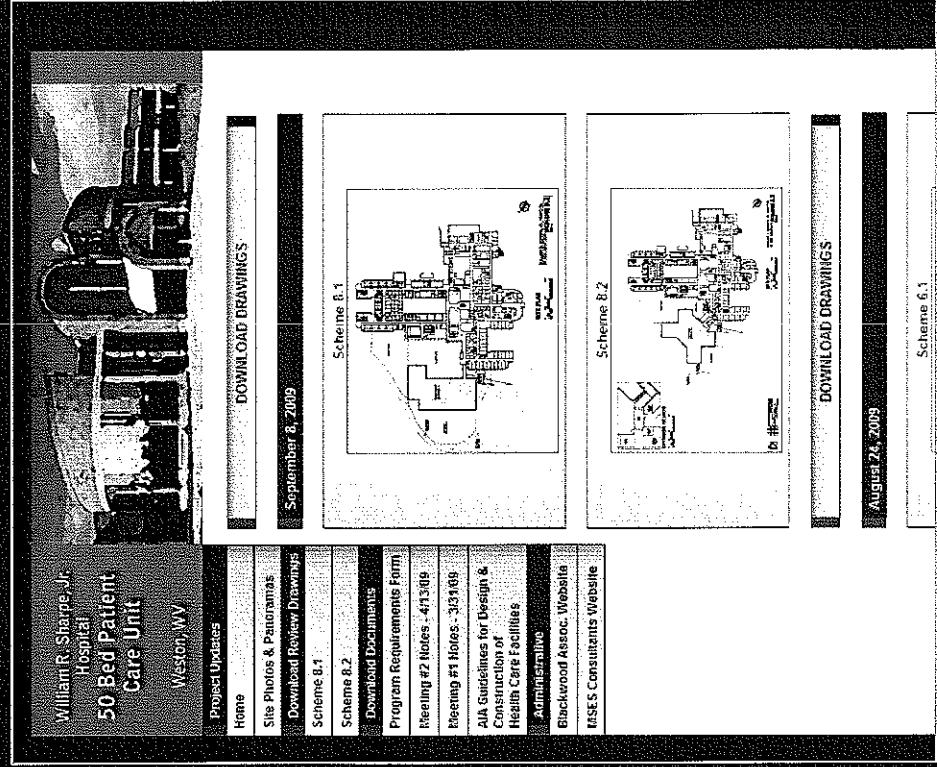 William R. Sharpe, Jr.
Hospital
50 Bed Patient
Care Unit
Weston, WV
Project Updates
Home
Site Photos & Panoramas
Download Review Drawings
Scheme 8.1
Scheme 8.2
Download Documents
Program Requirements Form
Meeting #2 Notes - 4/13/09
Meeting #1 Notes - 3/31/09
AIA Guidelines for Design &
Construction of
Health Care Facilities
Administrative
Blackwood Assoc. Website
MSES Consultants Website
DOWNLOAD DRAWINGS
September 8, 2009
Scheme 8.1
SITE PLAN
Scheme 8.2
DOWNLOAD DRAWINGS
August 24, 2009
Scheme 6.1